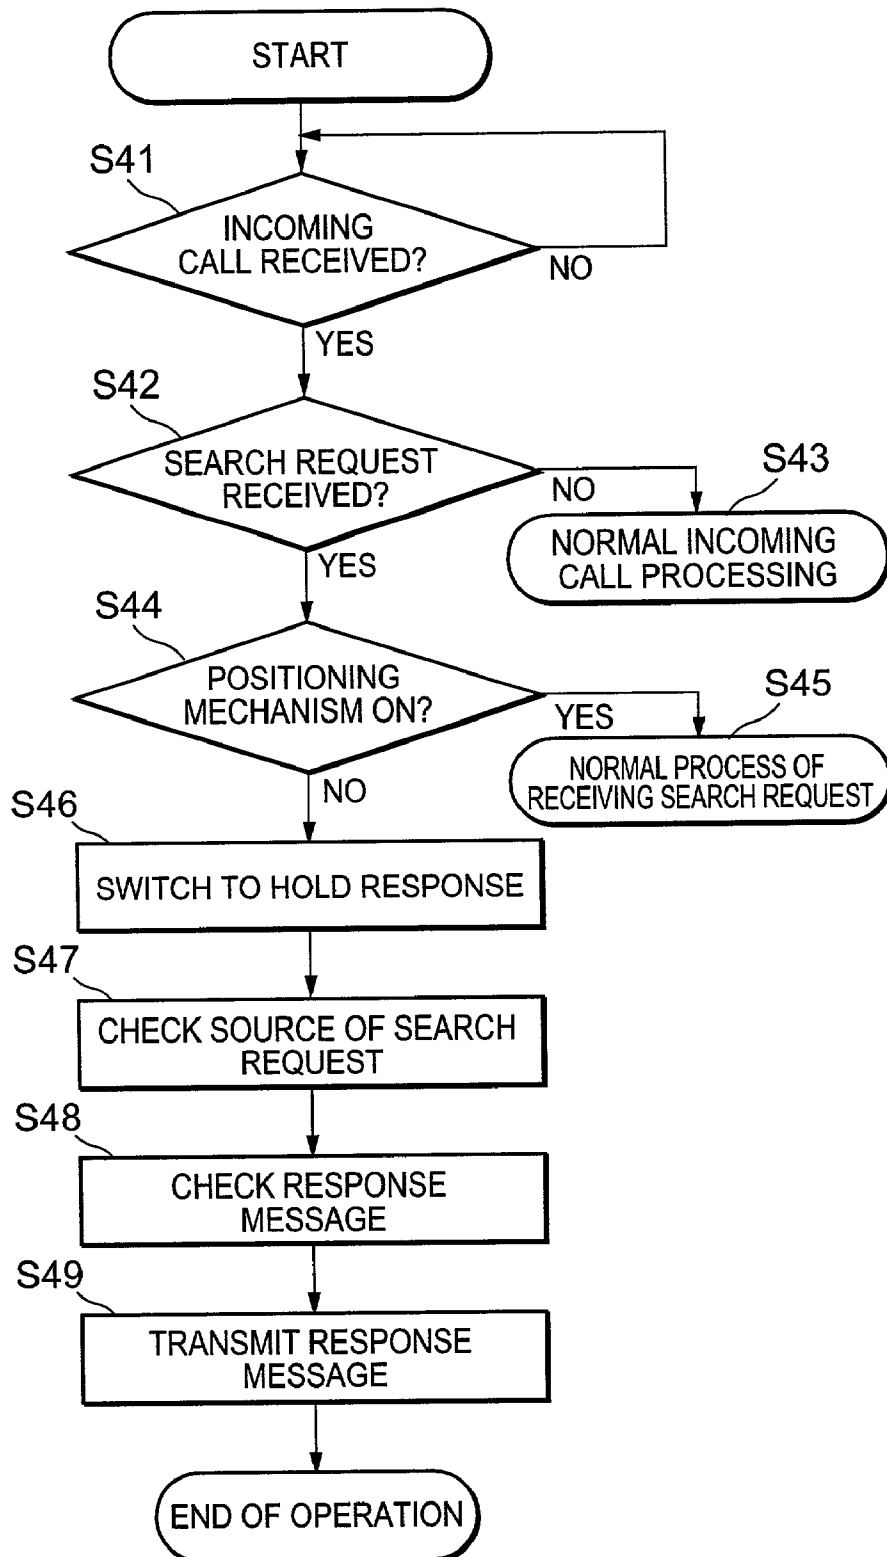 START
S41
INCOMING
CALL RECEIVED?
NO
YES
S42
SEARCH REQUEST
RECEIVED?
NO
S43
NORMAL INCOMING
CALL PROCESSING
YES
S44
POSITIONING
MECHANISM ON?
YES
S45
NORMAL PROCESS OF
RECEIVING SEARCH REQUEST
NO
S46
SWITCH TO HOLD RESPONSE
S47
CHECK SOURCE OF SEARCH
REQUEST
S48
CHECK RESPONSE
MESSAGE
S49
TRANSMIT RESPONSE
MESSAGE
END OF OPERATION